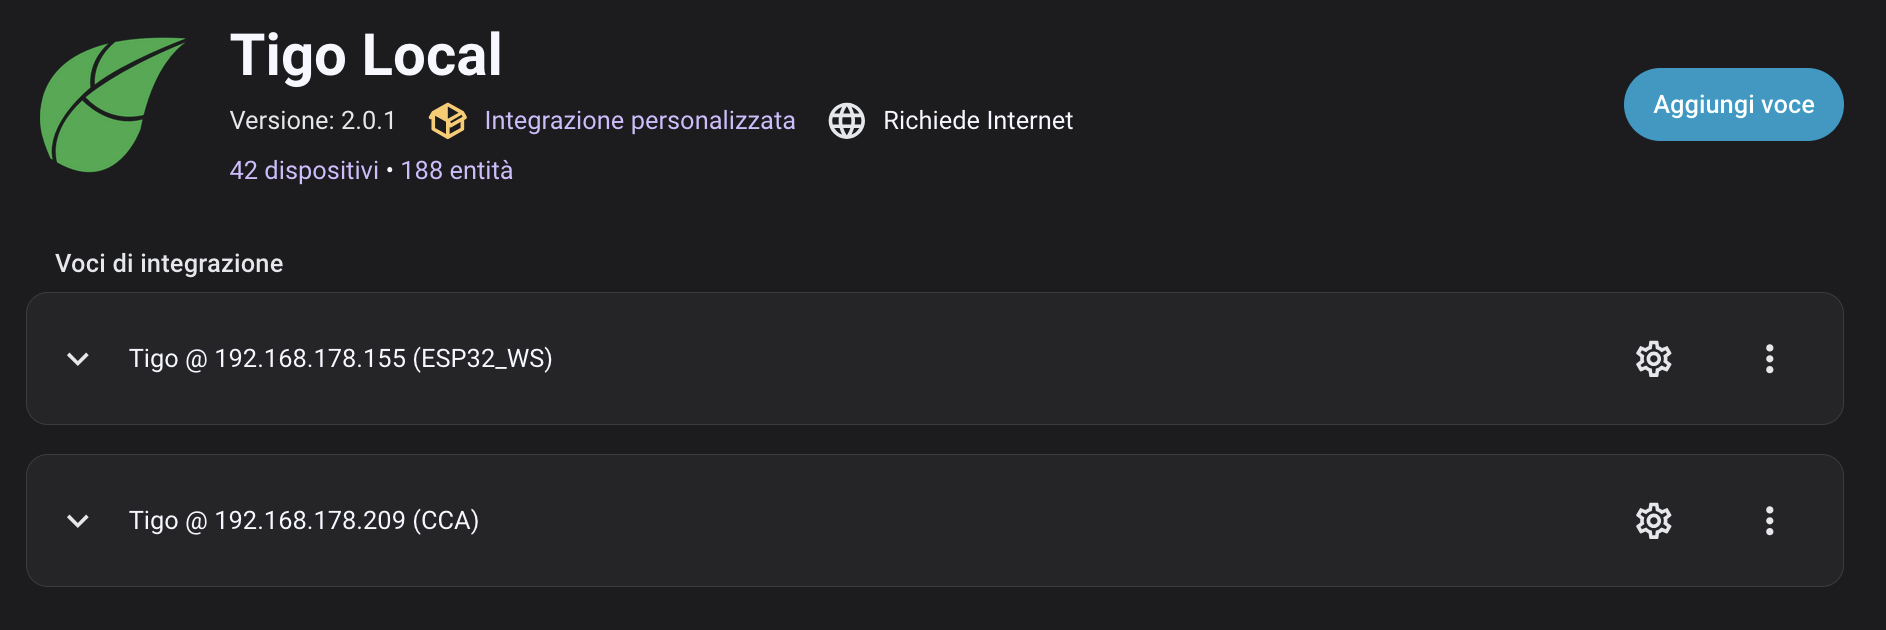 Tigo Local
Versione: 2.0.1 Integrazione personalizzata Richiede Internet
42 dispositivi • 188 entità
Aggiungi voce
Voci di integrazione
Tigo @ 192.168.178.155 (ESP32_WS)
Tigo @ 192.168.178.209 (CCA)